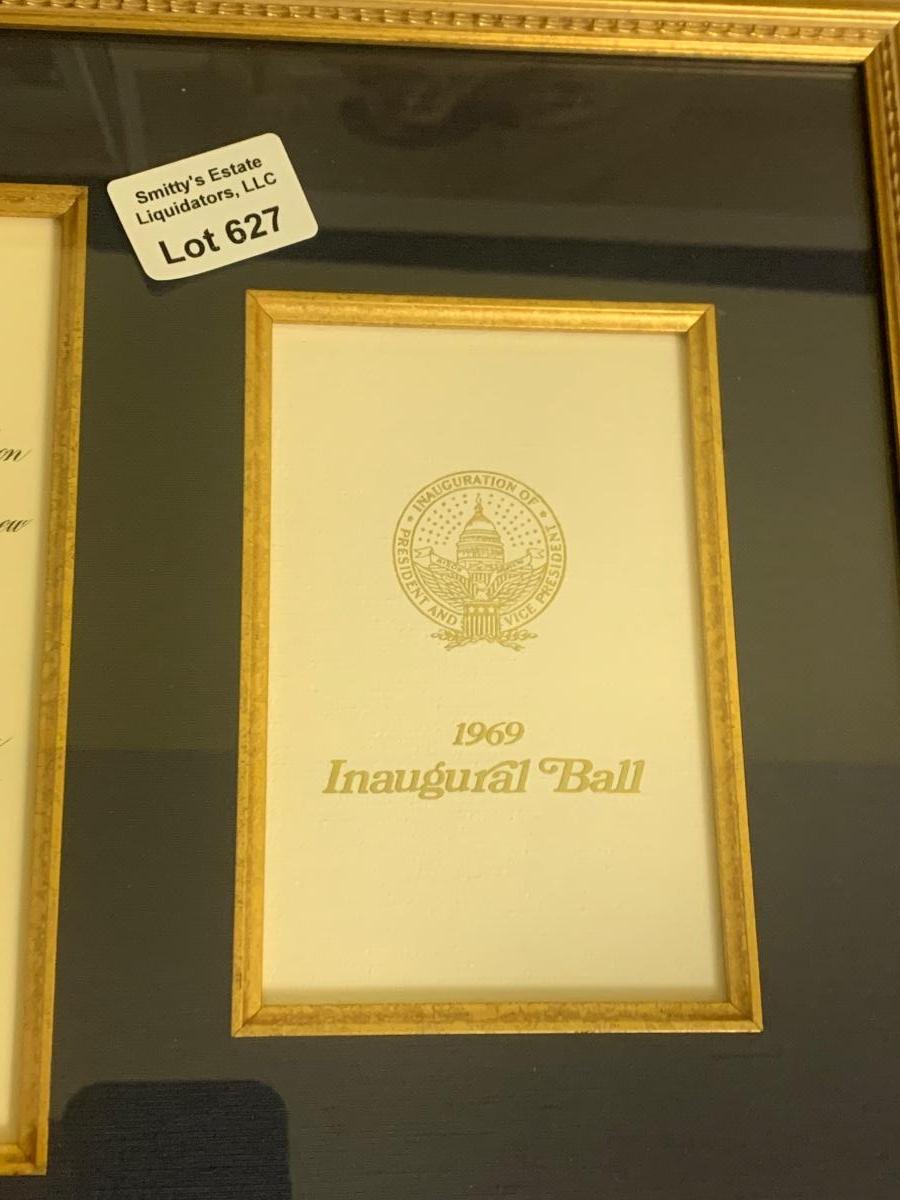 Smitty's Estate
Liquidators, LLC
Lot 627
INAUGURATION OF
PRESIDENT AND VICE PRESIDENT
1969
Inaugural Ball